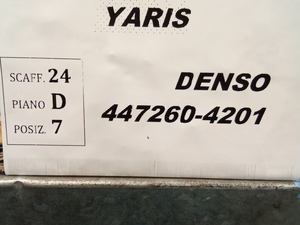 YARIS
SCAFF. 24
PIANO D
POSIZ. 7
DENSO
447260-4201